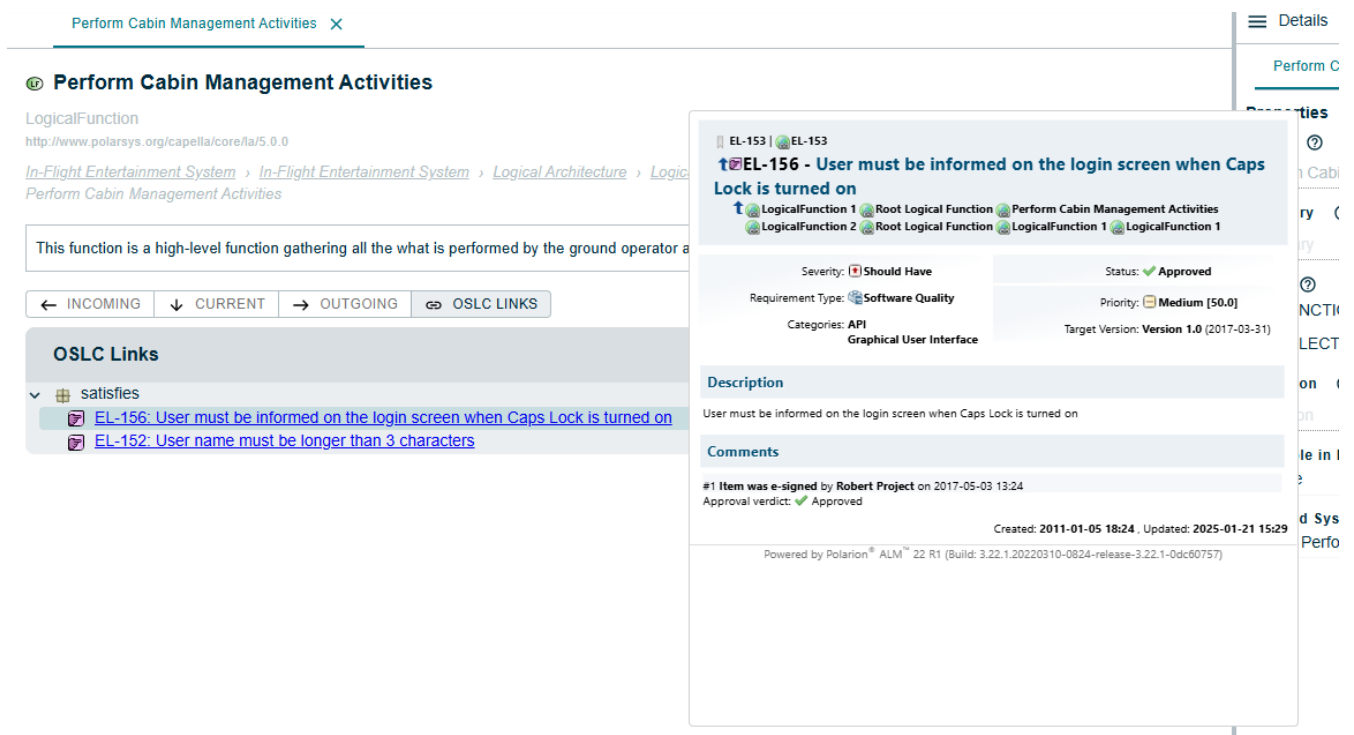 Perform Cabin Management Activities
Details
Perform C
Perform Cabin Management Activities
LogicalFunction
http://www.polarsys.org/capella/core/la/5.0.0
In-Flight Entertainment System › In-Flight Entertainment System › Logical Architecture › Logic
Perform Cabin Management Activities
This function is a high-level function gathering all the what is performed by the ground operator a
INCOMING CURRENT OUTGOING OSLC LINKS
OSLC Links
satisfies
EL-156: User must be informed on the login screen when Caps Lock is turned on
EL-152: User name must be longer than 3 characters
EL-153 | EL-153
EL-156 - User must be informed on the login screen when Caps
Lock is turned on
LogicalFunction 1 Root Logical Function Perform Cabin Management Activities
LogicalFunction 2 Root Logical Function LogicalFunction 1 LogicalFunction 1
Severity: Should Have
Status: Approved
Requirement Type: Software Quality
Priority: Medium [50.0]
Categories: API
Graphical User Interface
Target Version: Version 1.0 (2017-03-31)
Description
User must be informed on the login screen when Caps Lock is turned on
Comments
#1 Item was e-signed by Robert Project on 2017-05-03 13:24
Approval verdict: Approved
Created: 2011-01-05 18:24 , Updated: 2025-01-21 15:29
Powered by Polarion® ALM™ 22 R1 (Build: 3.22.1.20220310-0824-release-3.22.1-0dc60757)
Cabi
ry
NCTI
LECT
on
le in
d Sys
Perfo